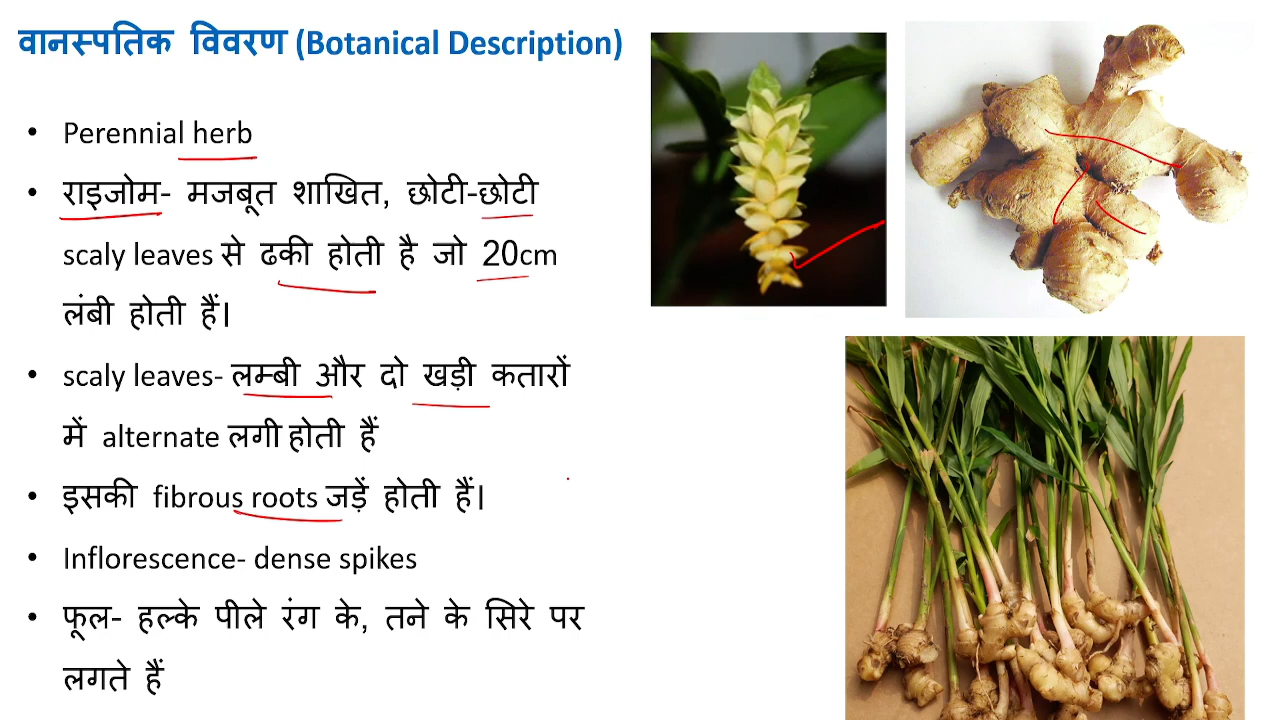 वानस्पतिक विवरण (Botanical Description)
• Perennial herb
• राइजोम- मजबूत शाखित, छोटी-छोटी
scaly leaves से ढकी होती है जो 20cm
लंबी होती हैं।
• scaly leaves- लम्बी और दो खड़ी कतारों
में alternate लगी होती हैं
• इसकी fibrous roots जड़ें होती हैं।
• Inflorescence- dense spikes
• फूल- हल्के पीले रंग के, तने के सिरे पर
लगते हैं